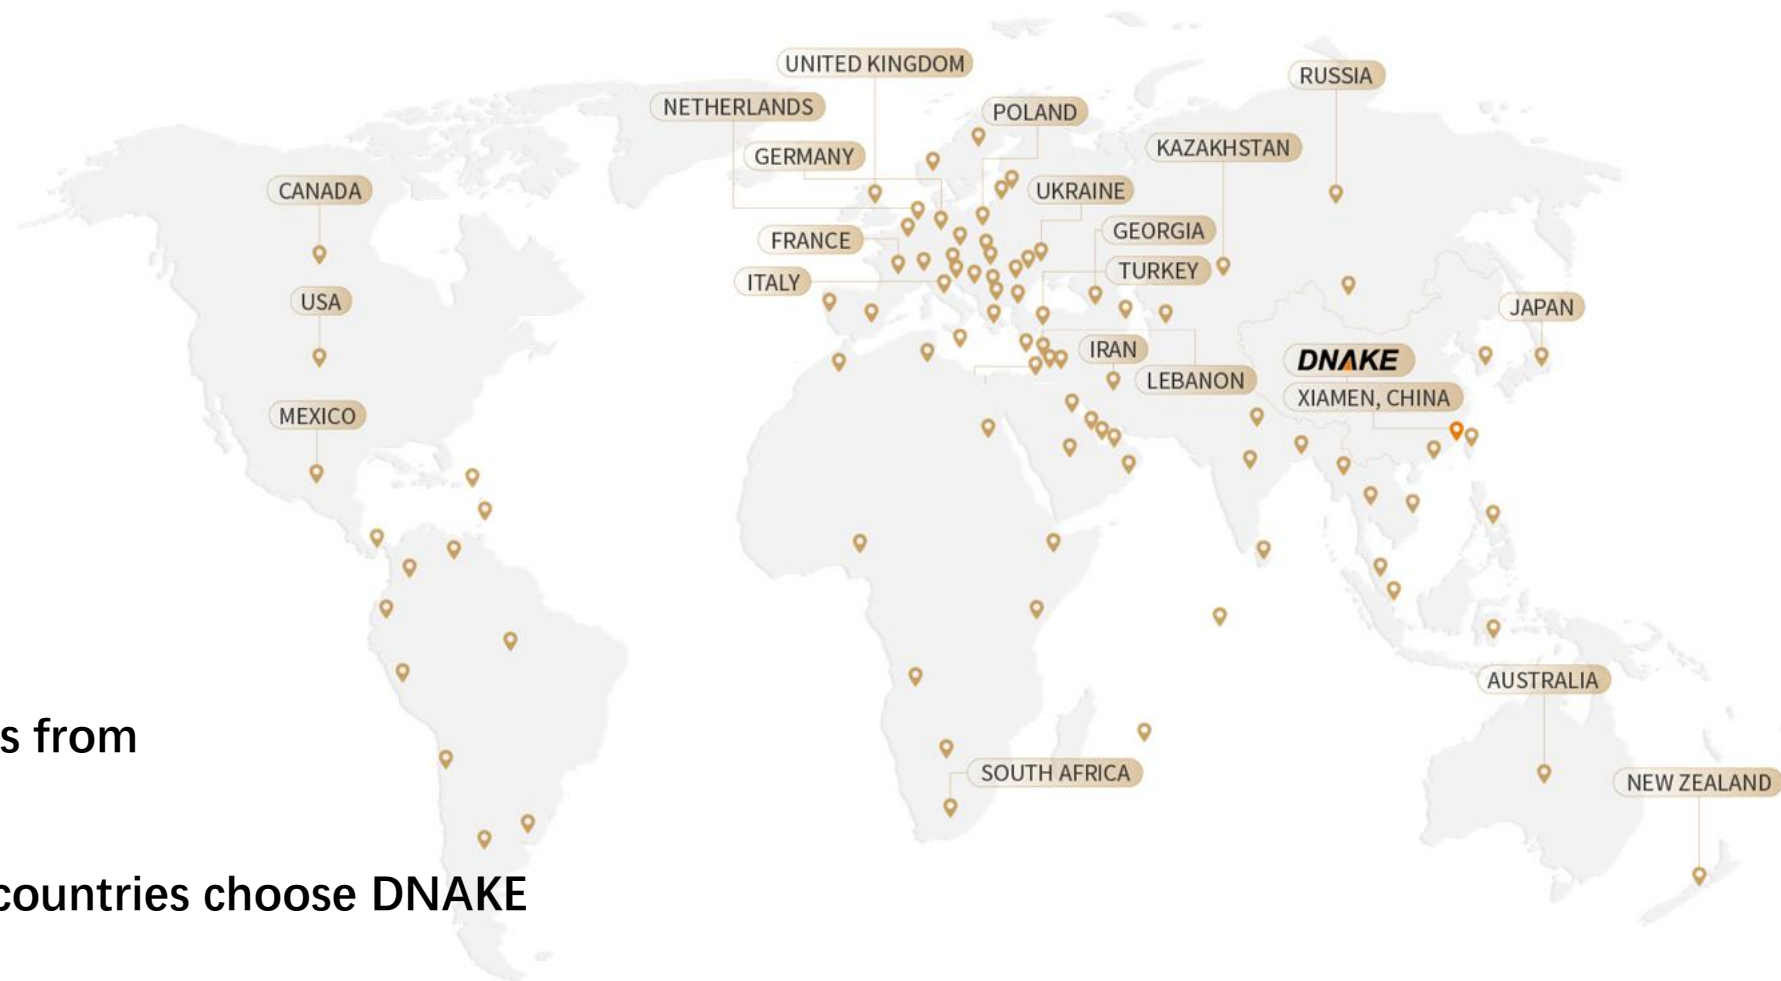 UNITED KINGDOM
RUSSIA
NETHERLANDS
POLAND
GERMANY
KAZAKHSTAN
CANADA
UKRAINE
FRANCE
GEORGIA
ITALY
TURKEY
USA
JAPAN
IRAN
DNAKE
LEBANON
XIAMEN, CHINA
MEXICO
AUSTRALIA
s from
SOUTH AFRICA
NEW ZEALAND
countries choose DNAKE